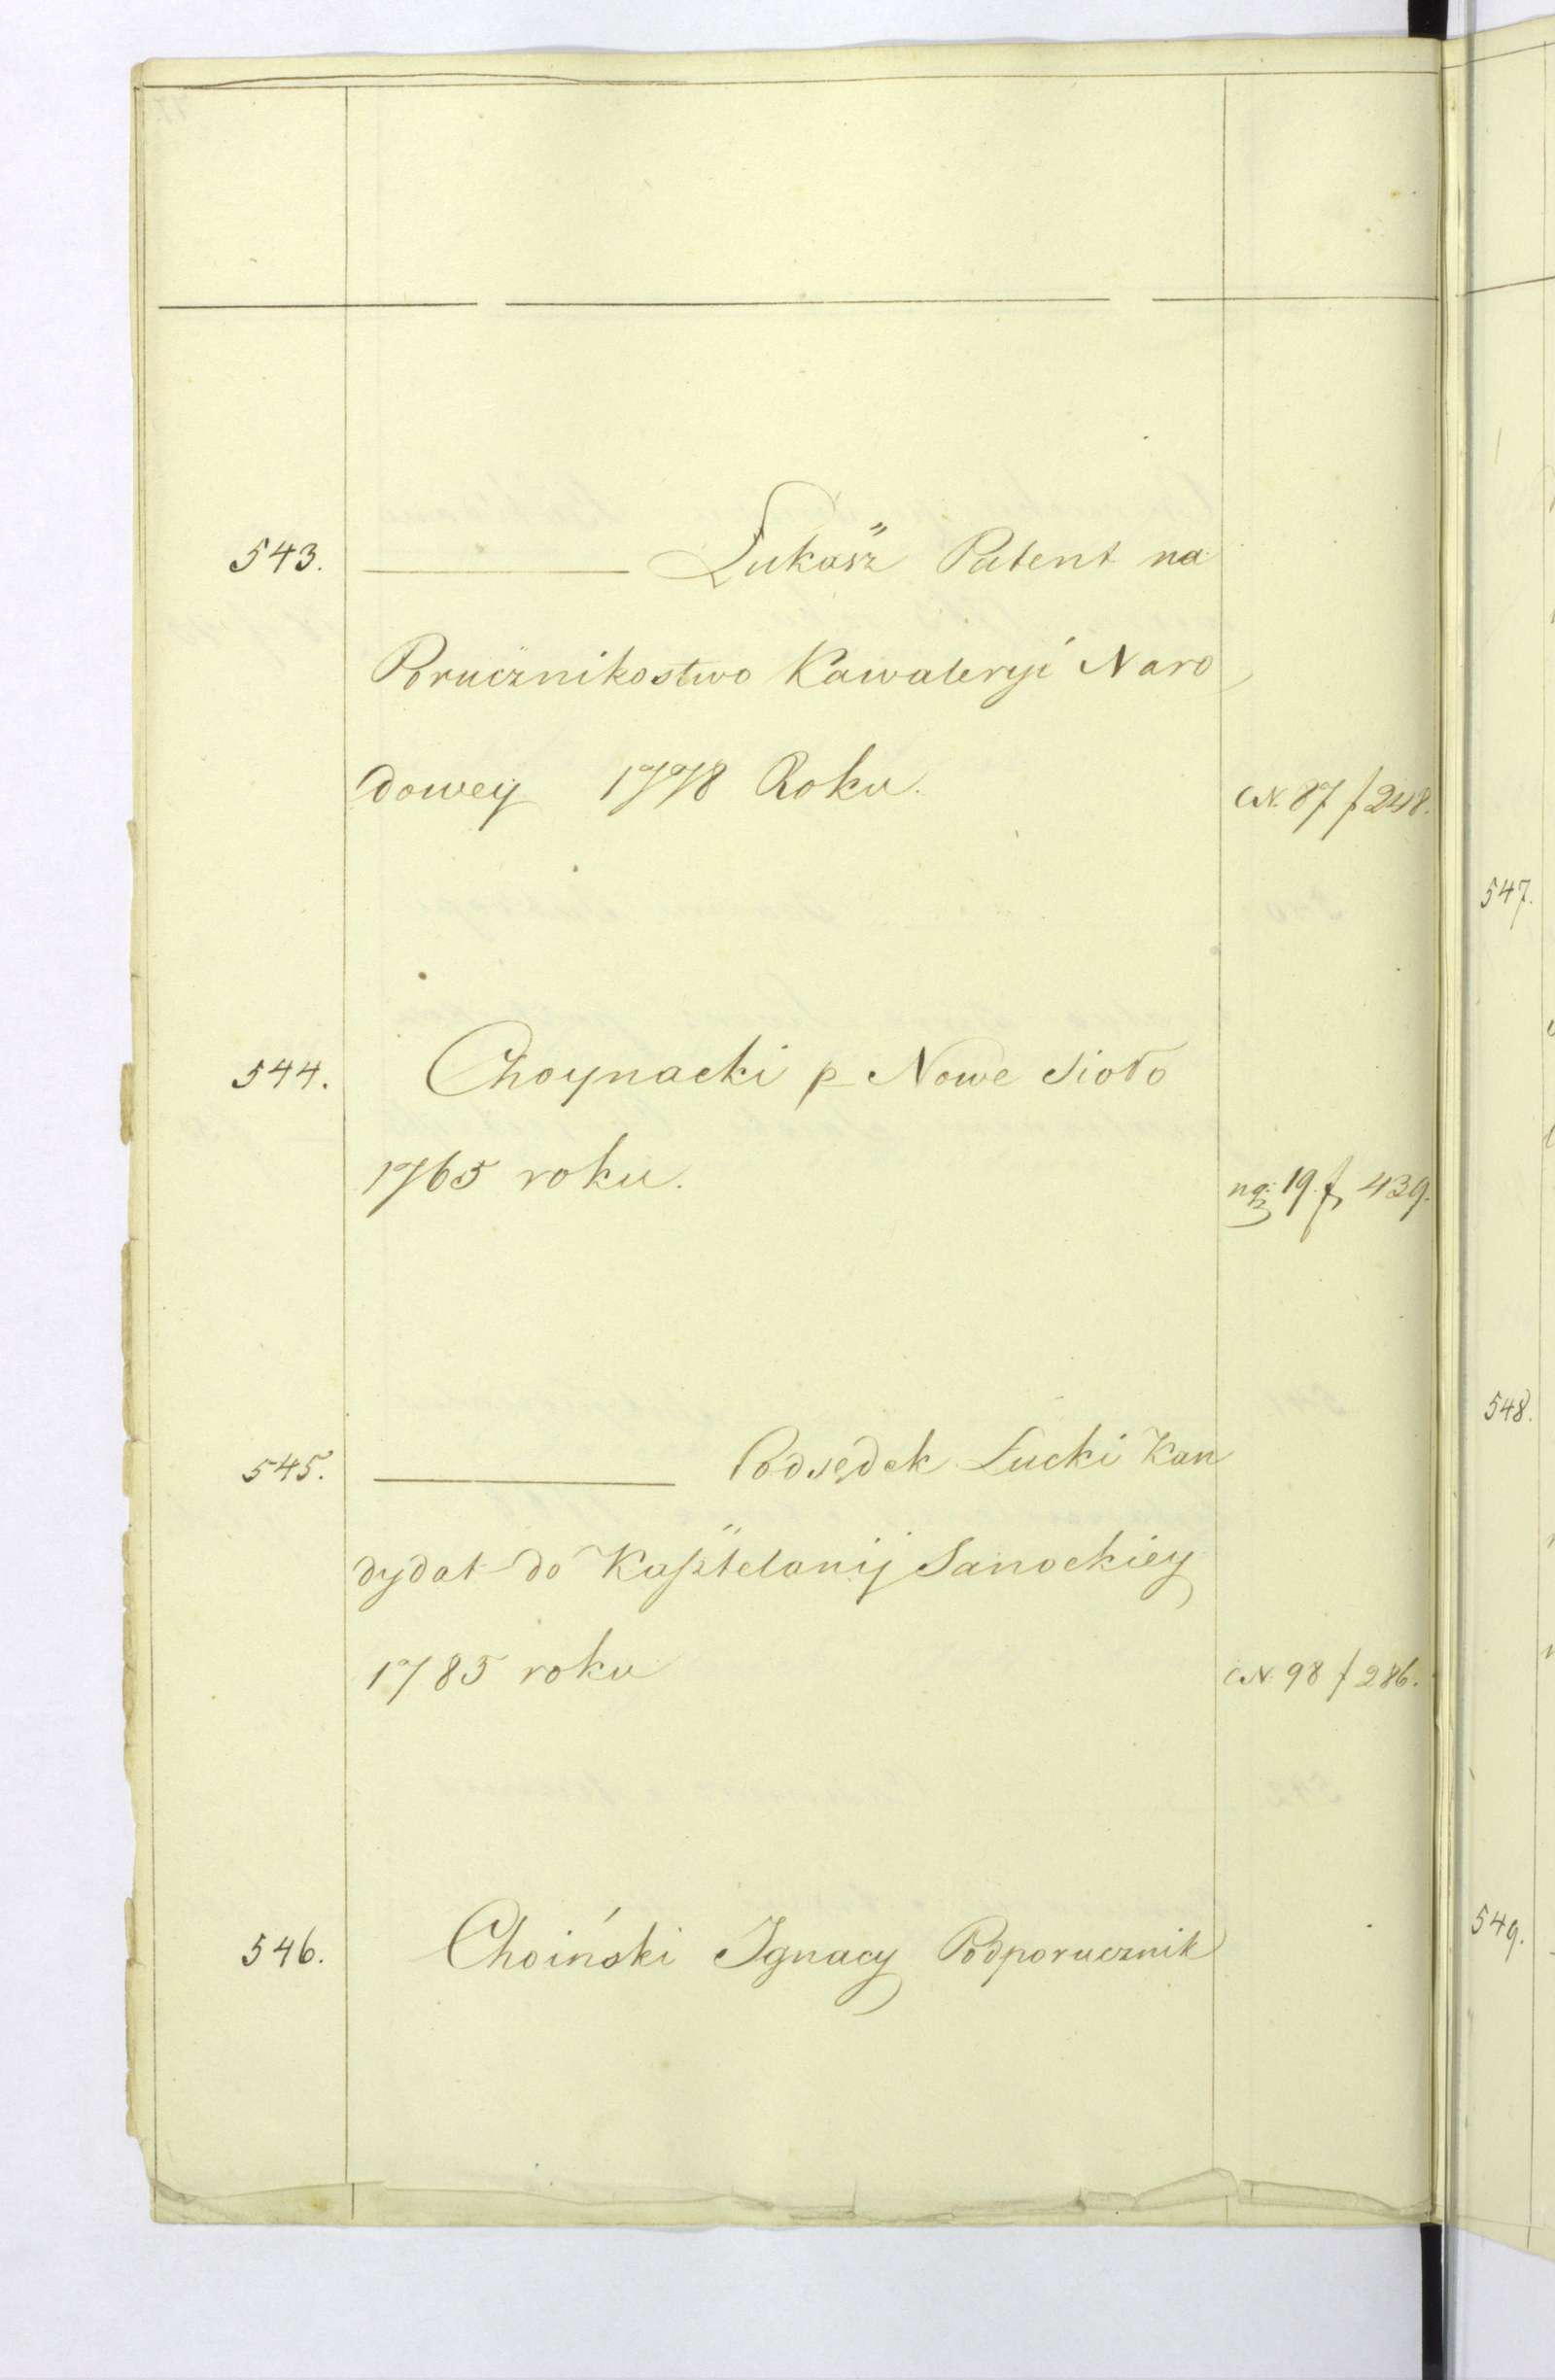 543. Łukasz Patent na
Porucznikostwo Kawaleryi Naro
dowey 1778 Roku. N. 87 f 248.
544. Choynacki p Nowe Sioło
1765 roku. 19. f 439.
545. Podsędek Łucki Kan
dydat do Kasztelanij Sanockiey
1785 roku N. 98 f 286.
546. Choiński Ignacy Podporucznik
547.
548.
549.